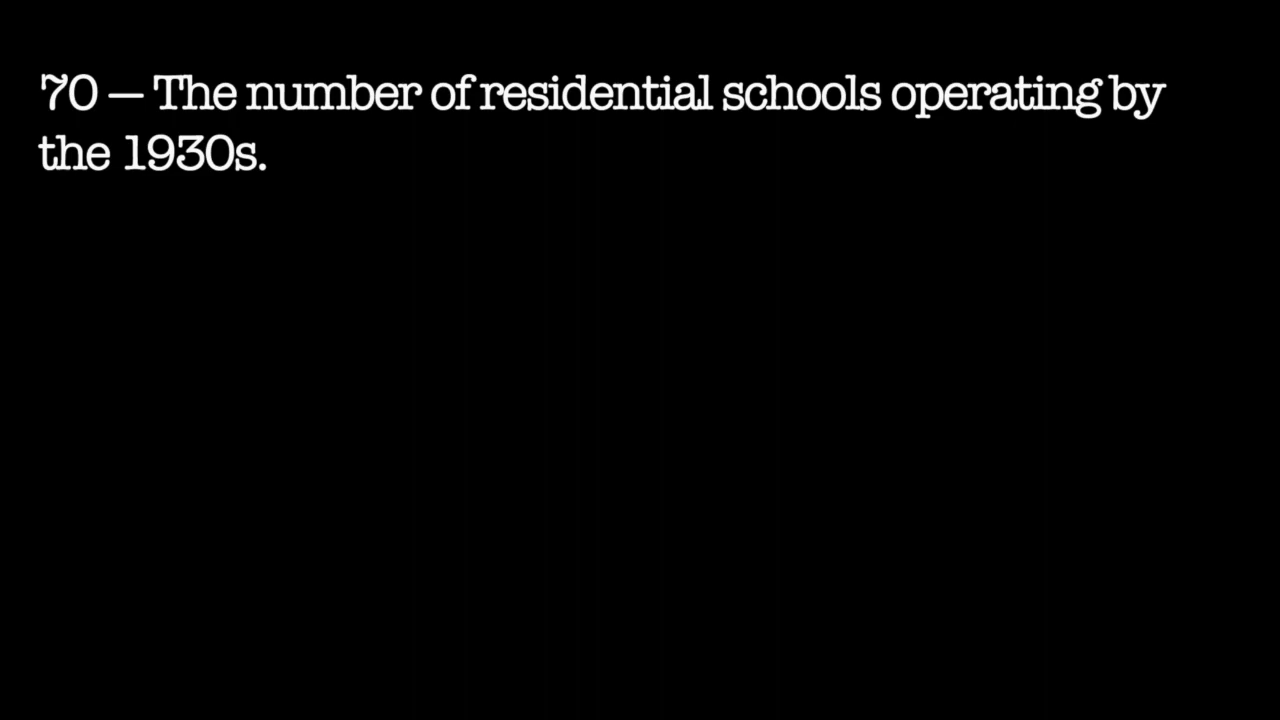 70 — The number of residential schools operating by
the 1930s.